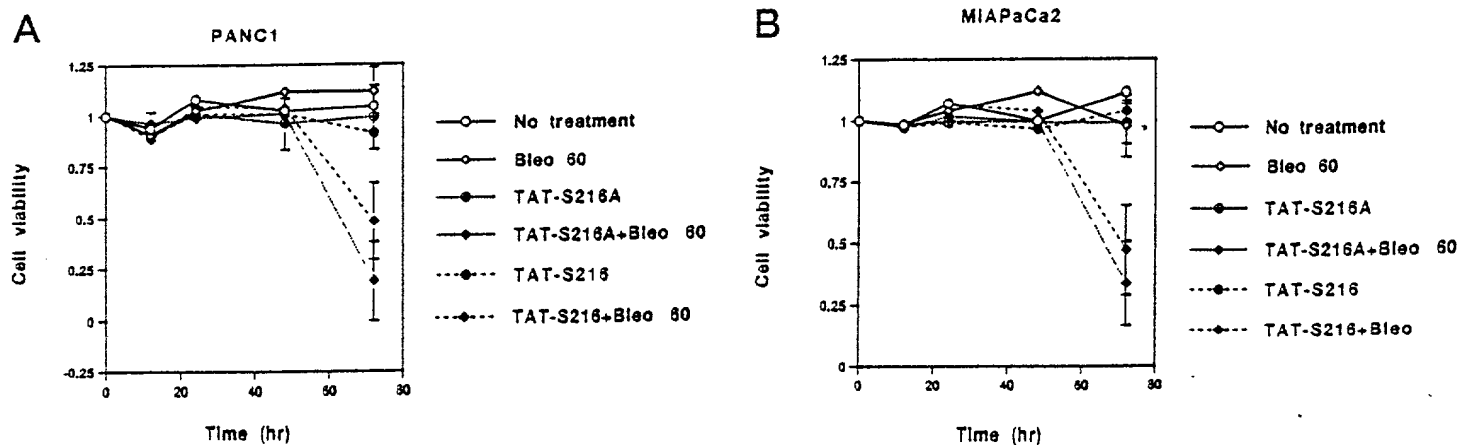 A
PANC1
Cell viability
1.25
1
0.75
0.5
0.25
0
-0.25
0
20
40
60
80
Time (hr)
No treatment
Bleo 60
TAT-S216A
TAT-S216A+Bleo 60
TAT-S216
TAT-S216+Bleo 60
B
MIAPaCa2
Cell viability
1.25
1
0.75
0.5
0.25
0
0
20
40
60
80
Time (hr)
No treatment
Bleo 60
TAT-S216A
TAT-S216A+Bleo 60
TAT-S216
TAT-S216+Bleo